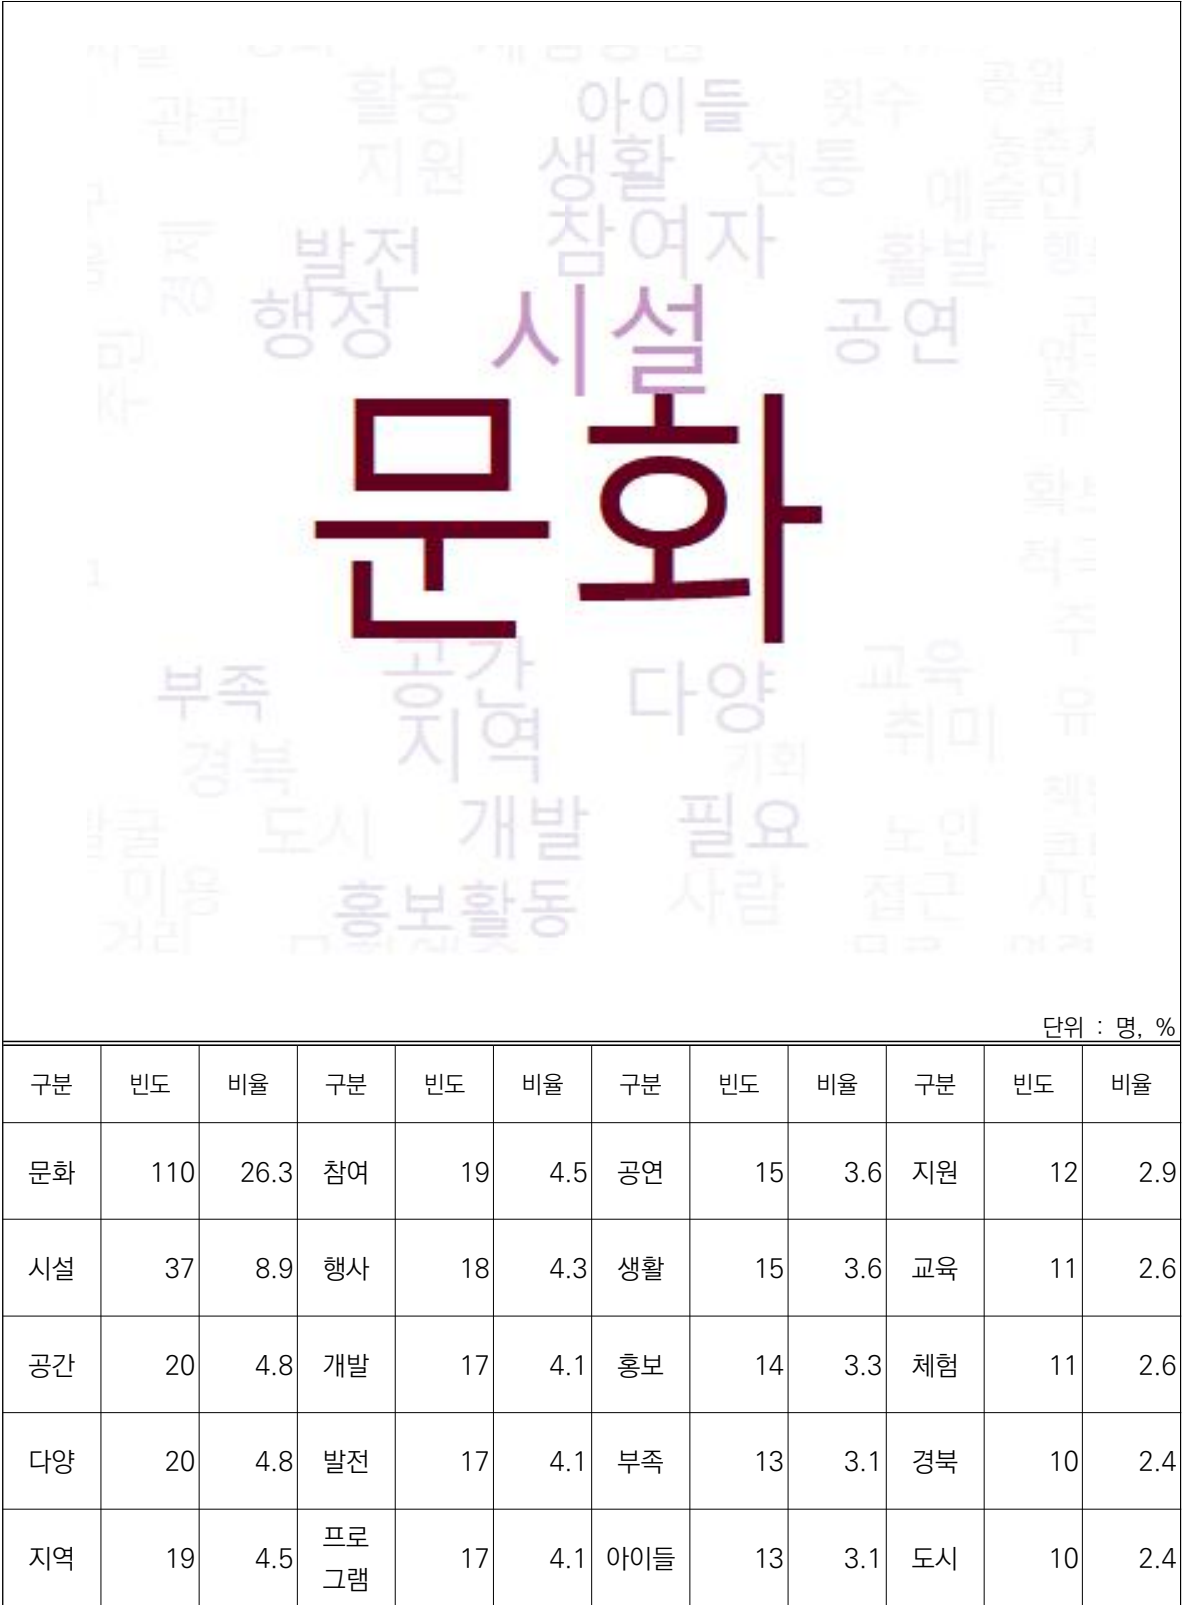 관광 활용 아이들 횟수 공원
지원 생활 전통 예술인
발전 참여자 활발
경제 행정 시설 공연
주민
문화
부족 공간 다양 교육
경북 지역 기회 취미
도시 개발 필요 노인
이용 홍보활동 사람 접근
단위 : 명, %
구분 빈도 비율 구분 빈도 비율 구분 빈도 비율 구분 빈도 비율
문화 110 26.3 참여 19 4.5 공연 15 3.6 지원 12 2.9
시설 37 8.9 행사 18 4.3 생활 15 3.6 교육 11 2.6
공간 20 4.8 개발 17 4.1 홍보 14 3.3 체험 11 2.6
다양 20 4.8 발전 17 4.1 부족 13 3.1 경북 10 2.4
지역 19 4.5 프로
그램 17 4.1 아이들 13 3.1 도시 10 2.4